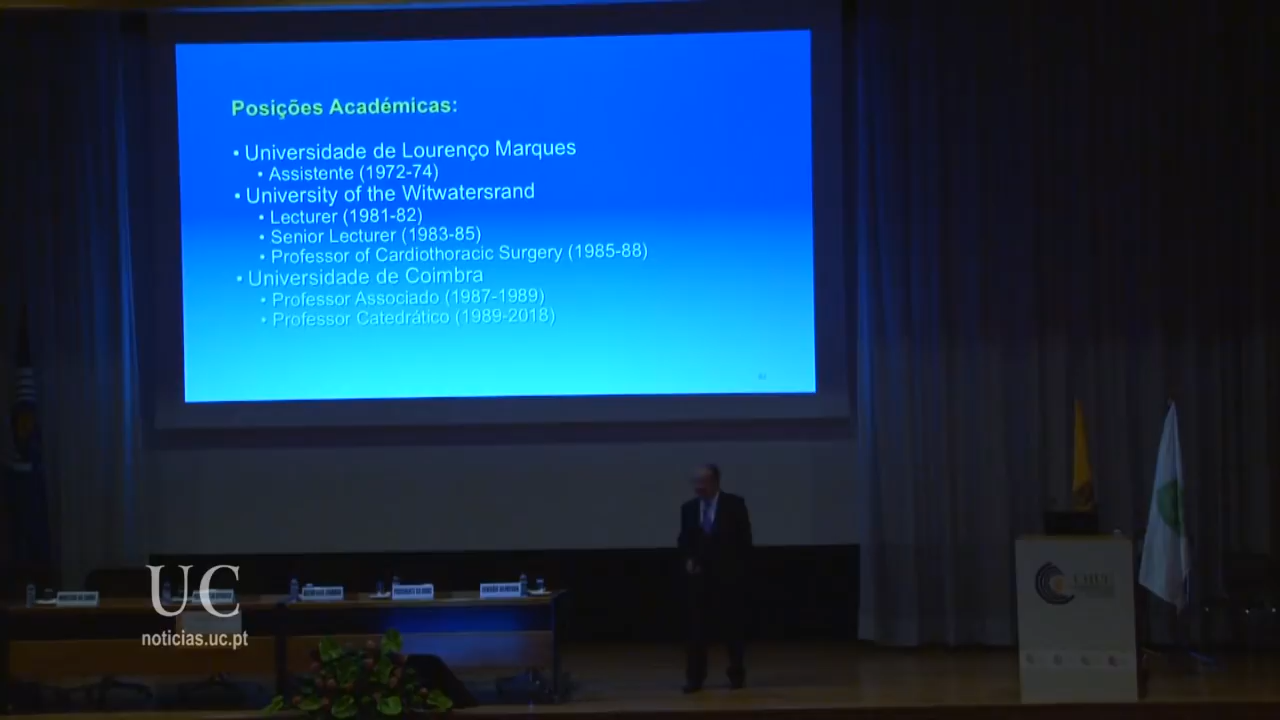 Posições Académicas:
• Universidade de Lourenço Marques
• Assistente (1972-74)
• University of the Witwatersrand
• Lecturer (1981-82)
• Senior Lecturer (1983-85)
• Professor of Cardiothoracic Surgery (1985-88)
• Universidade de Coimbra
• Professor Associado (1987-1989)
• Professor Catedrático (1989-2018)
CHUC
UC
noticias.uc.pt